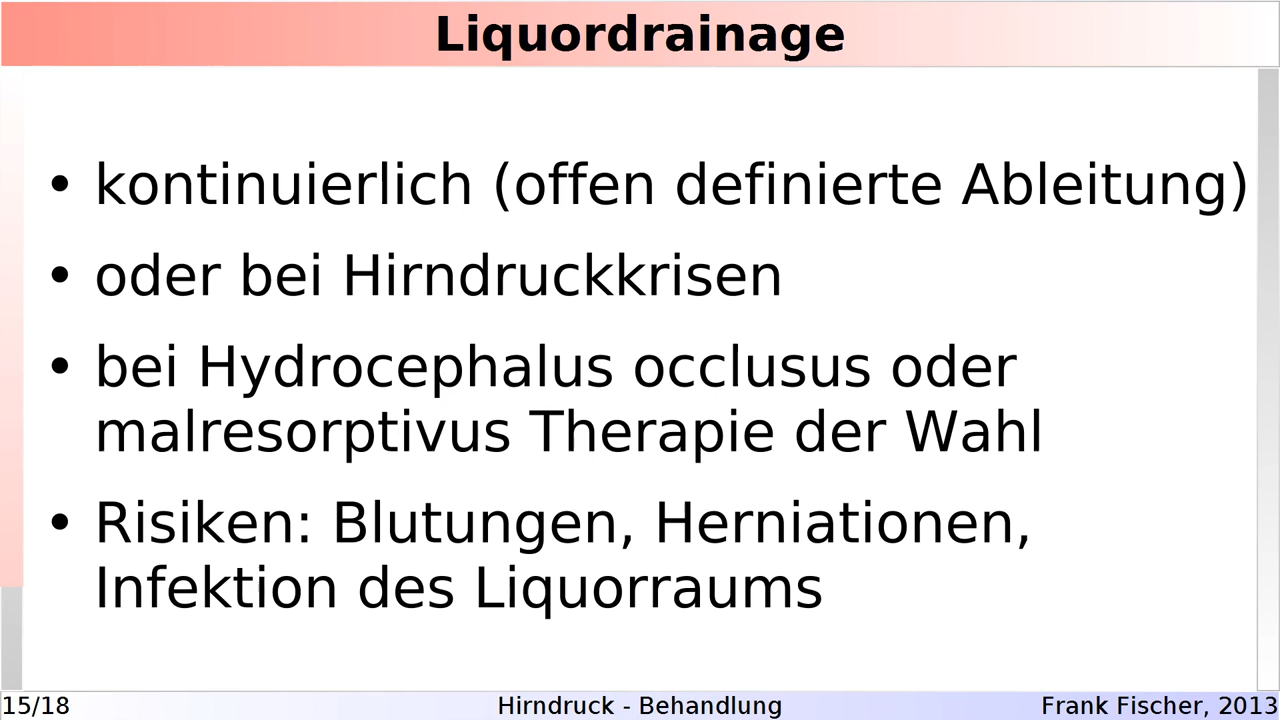 Liquordrainage
• kontinuierlich (offen definierte Ableitung)
• oder bei Hirndruckkrisen
• bei Hydrocephalus occlusus oder
malresorptivus Therapie der Wahl
• Risiken: Blutungen, Herniationen,
Infektion des Liquorraums
15/18
Hirndruck - Behandlung
Frank Fischer, 2013